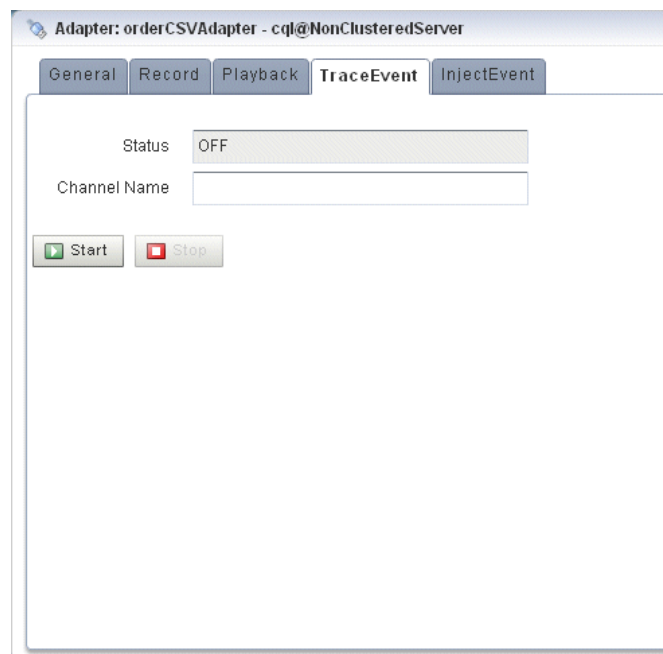 Adapter: orderCSVAdapter - cql@NonClusteredServer
General Record Playback TraceEvent InjectEvent
Status OFF
Channel Name
Start Stop